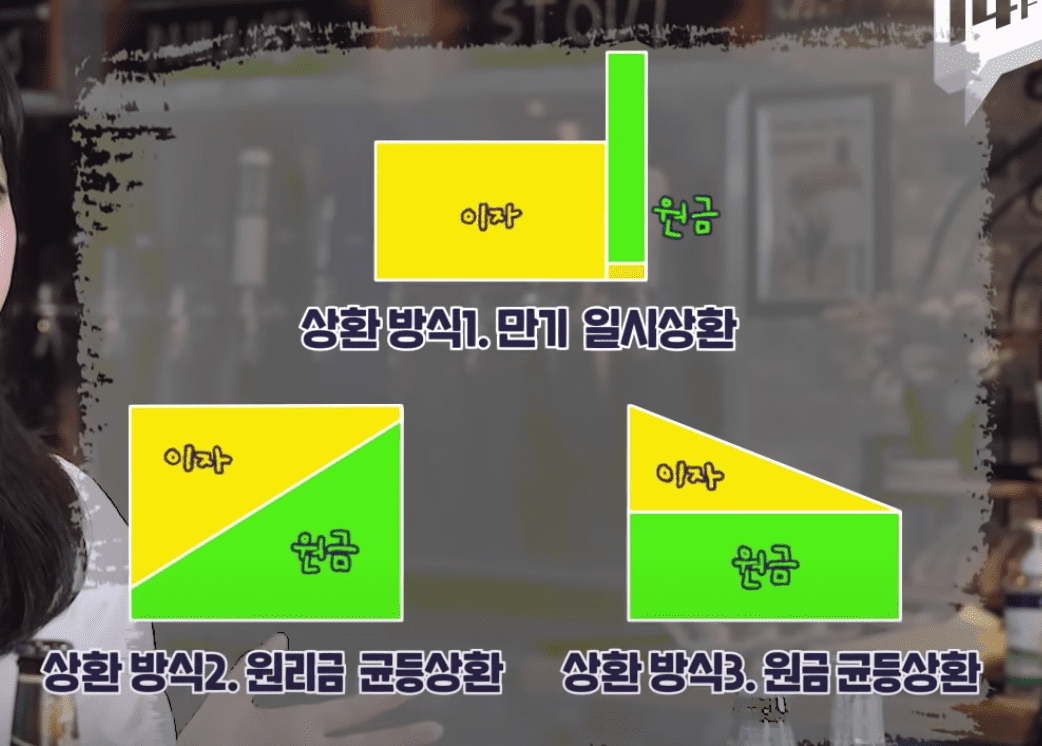 이자
원금
상환 방식1. 만기 일시상환
이자
원금
상환 방식2. 원리금 균등상환
이자
원금
상환 방식3. 원금 균등상환